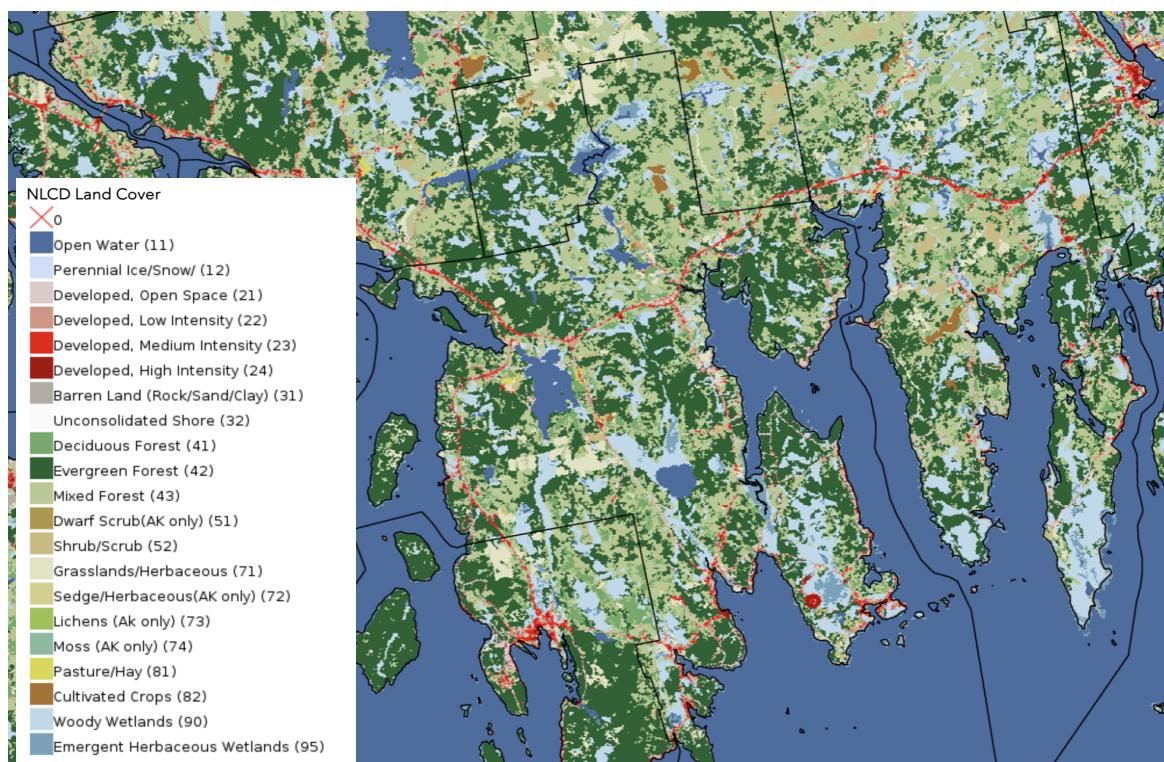 NLCD Land Cover
0
Open Water (11)
Perennial Ice/Snow/ (12)
Developed, Open Space (21)
Developed, Low Intensity (22)
Developed, Medium Intensity (23)
Developed, High Intensity (24)
Barren Land (Rock/Sand/Clay) (31)
Unconsolidated Shore (32)
Deciduous Forest (41)
Evergreen Forest (42)
Mixed Forest (43)
Dwarf Scrub(AK only) (51)
Shrub/Scrub (52)
Grasslands/Herbaceous (71)
Sedge/Herbaceous(AK only) (72)
Lichens (Ak only) (73)
Moss (AK only) (74)
Pasture/Hay (81)
Cultivated Crops (82)
Woody Wetlands (90)
Emergent Herbaceous Wetlands (95)